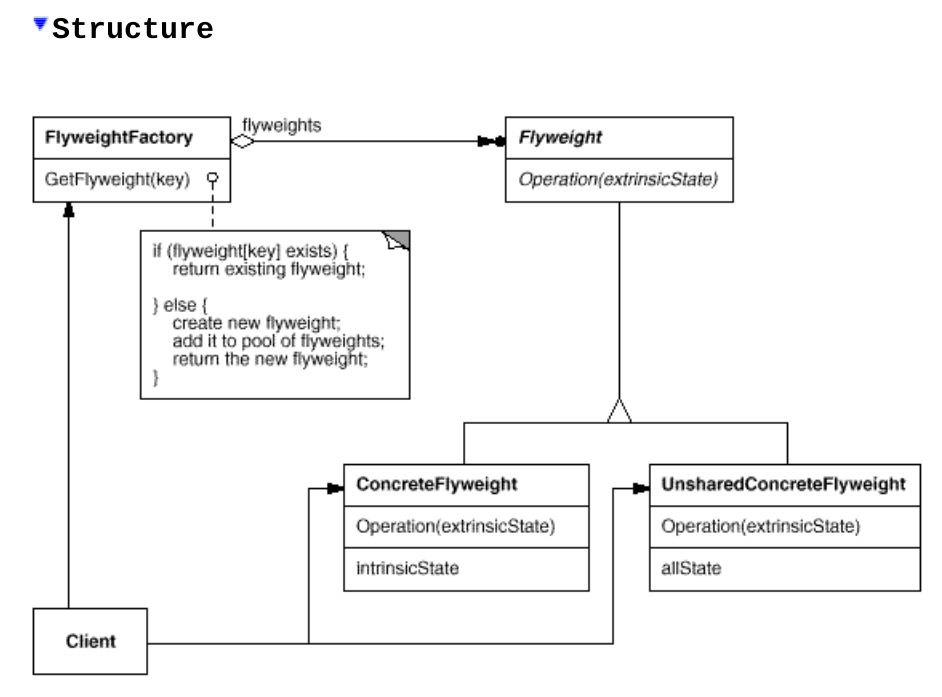 Structure
flyweights
FlyweightFactory
Flyweight
GetFlyweight(key)
Operation(extrinsicState)
if (flyweight[key] exists) {
return existing flyweight;
} else {
create new flyweight;
add it to pool of flyweights;
return the new flyweight;
}
ConcreteFlyweight
UnsharedConcreteFlyweight
Operation(extrinsicState)
Operation(extrinsicState)
intrinsicState
allState
Client